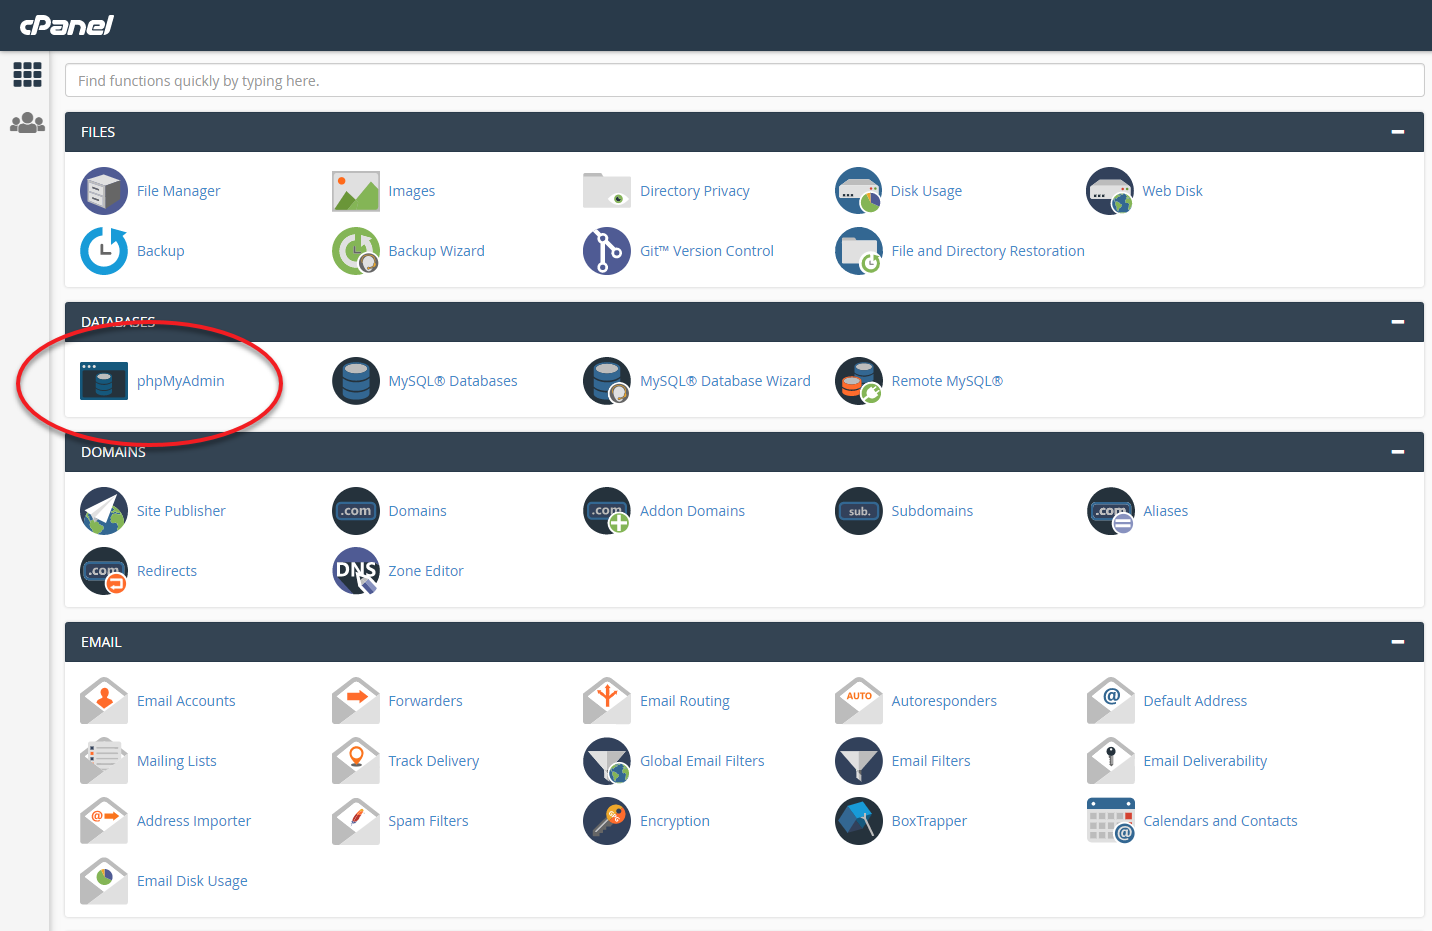 cPanel
Find functions quickly by typing here.
FILES
File Manager
Images
Directory Privacy
Disk Usage
Web Disk
Backup
Backup Wizard
Git™ Version Control
File and Directory Restoration
DATABASES
phpMyAdmin
MySQL® Databases
MySQL® Database Wizard
Remote MySQL®
DOMAINS
Site Publisher
.com
Domains
.com
Addon Domains
sub.
Subdomains
.com
Aliases
.com
Redirects
DNS
Zone Editor
EMAIL
Email Accounts
Forwarders
Email Routing
AUTO
Autoresponders
@
Default Address
Mailing Lists
Track Delivery
Global Email Filters
Email Filters
Email Deliverability
@
Address Importer
Spam Filters
Encryption
BoxTrapper
@
Calendars and Contacts
Email Disk Usage